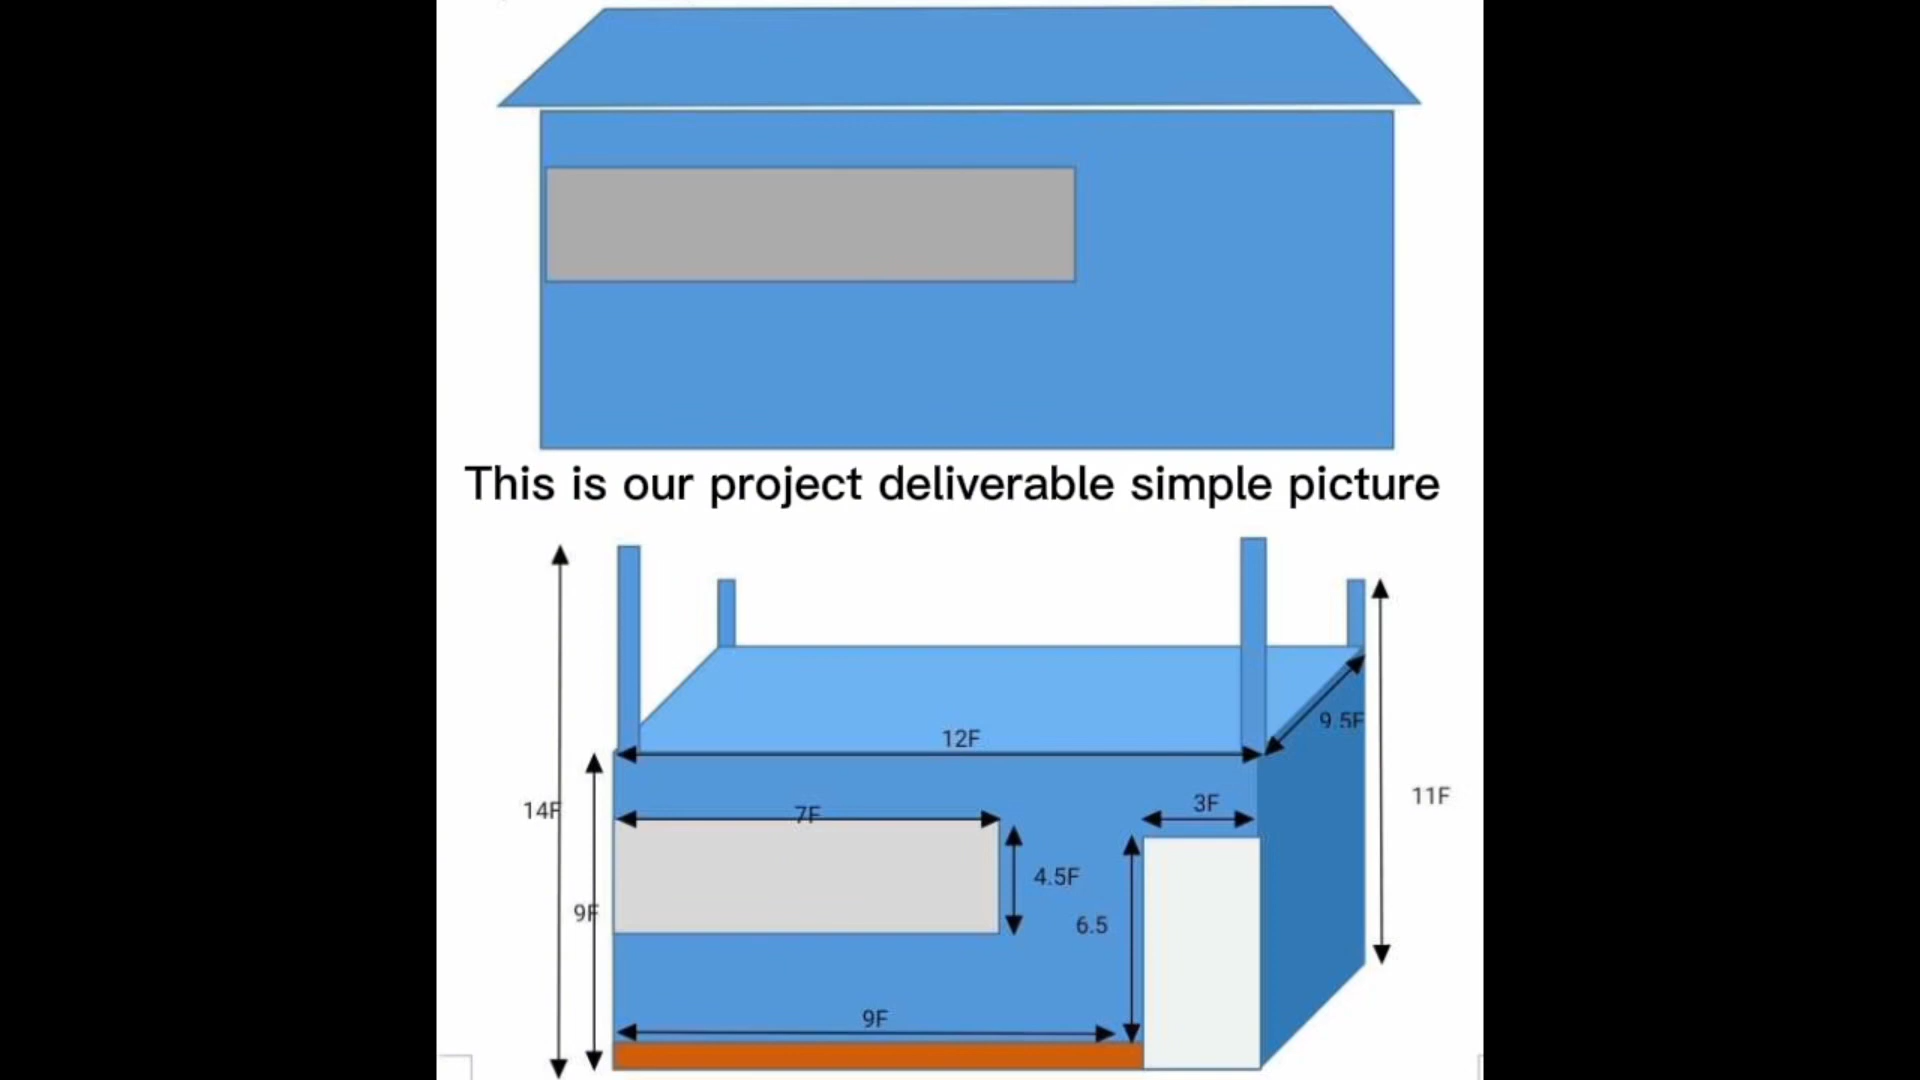 This is our project deliverable simple picture
12F
9.5F
14F
7F
3F
11F
4.5F
9F
6.5
9F